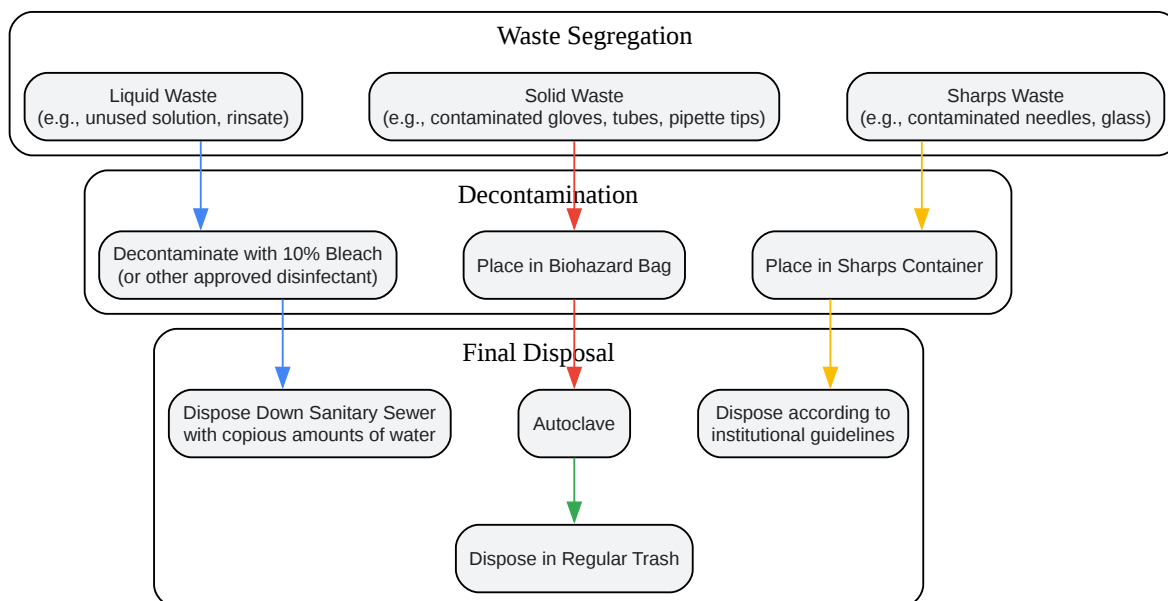 Waste Segregation
Liquid Waste
(e.g., unused solution, rinsate)
Solid Waste
(e.g., contaminated gloves, tubes, pipette tips)
Sharps Waste
(e.g., contaminated needles, glass)
Decontamination
Decontaminate with 10% Bleach
(or other approved disinfectant)
Place in Biohazard Bag
Place in Sharps Container
Final Disposal
Dispose Down Sanitary Sewer
with copious amounts of water
Autoclave
Dispose according to
institutional guidelines
Dispose in Regular Trash